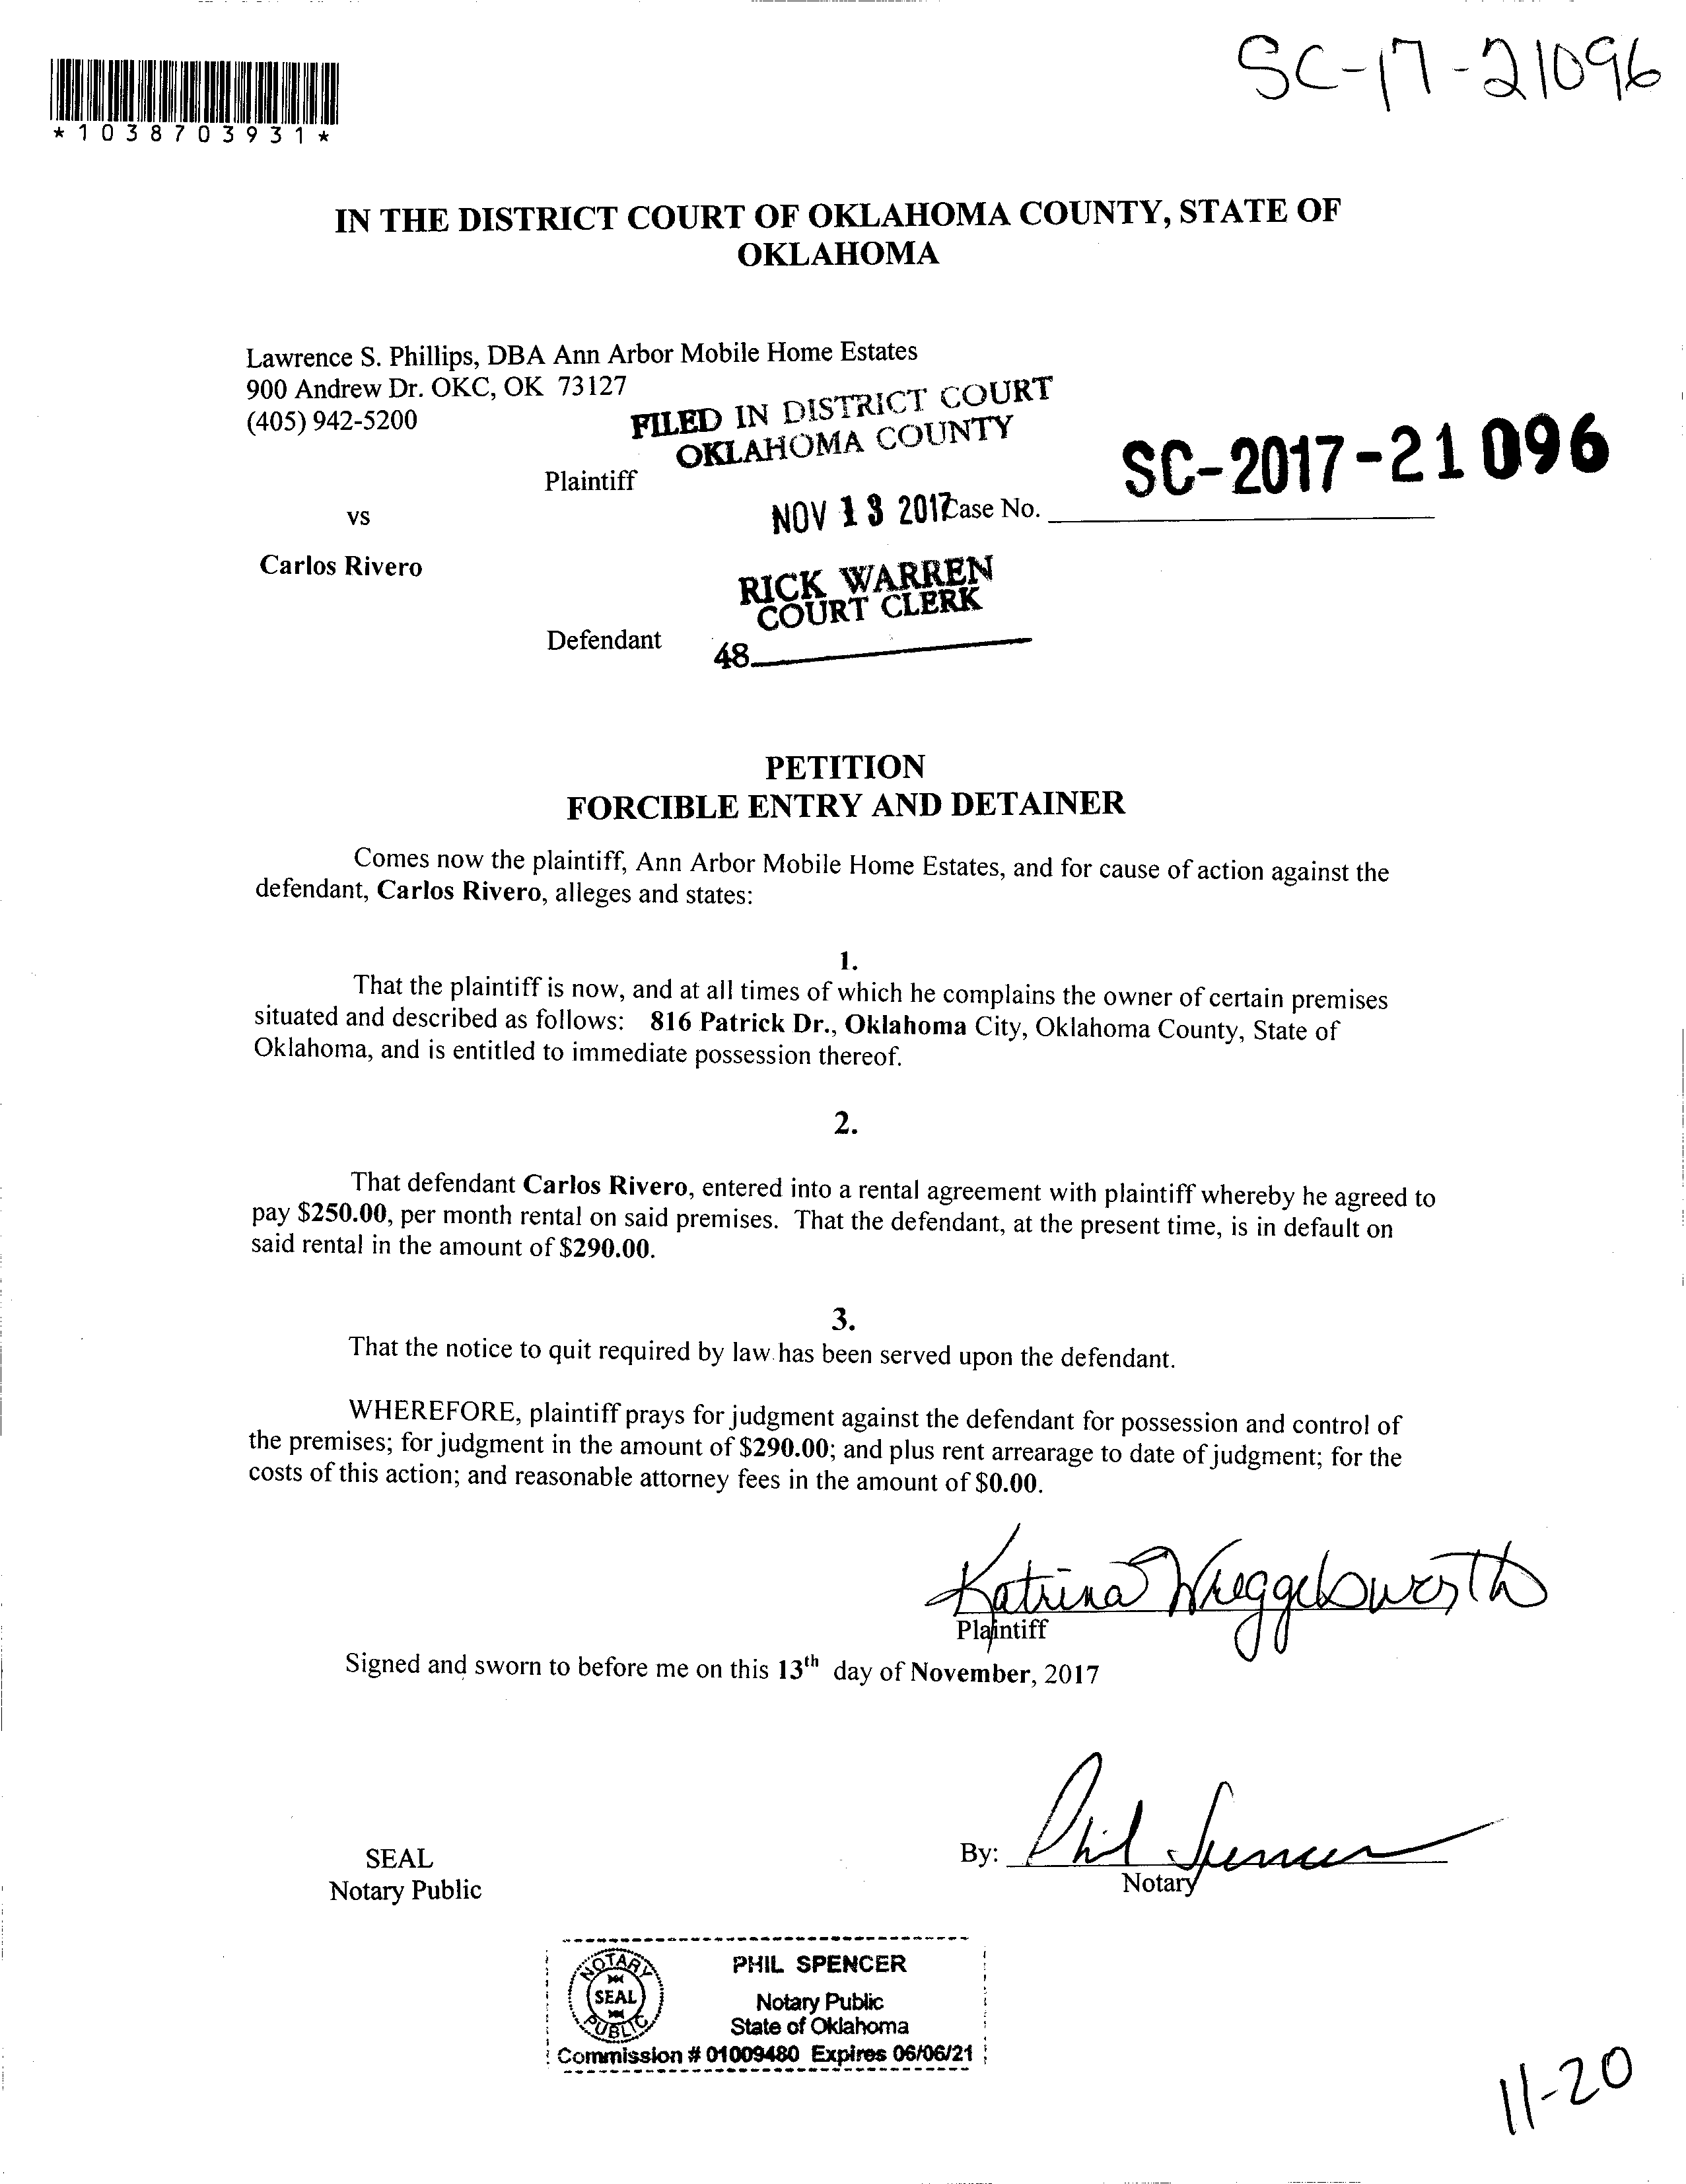 SC-17-21096
*1038703931*
IN THE DISTRICT COURT OF OKLAHOMA COUNTY, STATE OF
OKLAHOMA
Lawrence S. Phillips, DBA Ann Arbor Mobile Home Estates
900 Andrew Dr. OKC, OK 73127
(405) 942-5200
FILED IN DISTRICT COURT
OKLAHOMA COUNTY
SC-2017-21096
Plaintiff
NOV 13 2017
Case No.
vs
Carlos Rivero
RICK WARREN
COURT CLERK
Defendant
48
PETITION
FORCIBLE ENTRY AND DETAINER
Comes now the plaintiff, Ann Arbor Mobile Home Estates, and for cause of action against the
defendant, Carlos Rivero, alleges and states:
1.
That the plaintiff is now, and at all times of which he complains the owner of certain premises
situated and described as follows: 816 Patrick Dr., Oklahoma City, Oklahoma County, State of
Oklahoma, and is entitled to immediate possession thereof.
2.
That defendant Carlos Rivero, entered into a rental agreement with plaintiff whereby he agreed to
pay $250.00, per month rental on said premises. That the defendant, at the present time, is in default on
said rental in the amount of $290.00.
3.
That the notice to quit required by law has been served upon the defendant.
WHEREFORE, plaintiff prays for judgment against the defendant for possession and control of
the premises; for judgment in the amount of $290.00; and plus rent arrearage to date of judgment; for the
costs of this action; and reasonable attorney fees in the amount of $0.00.
Katrina Wreggelsworth
Plaintiff
Signed and sworn to before me on this 13th day of November, 2017
By: Phil Spencer
Notary
SEAL
Notary Public
NOTARY
SEAL
PUBLIC
PHIL SPENCER
Notary Public
State of Oklahoma
Commission # 01009480 Expires 06/06/21
11-20